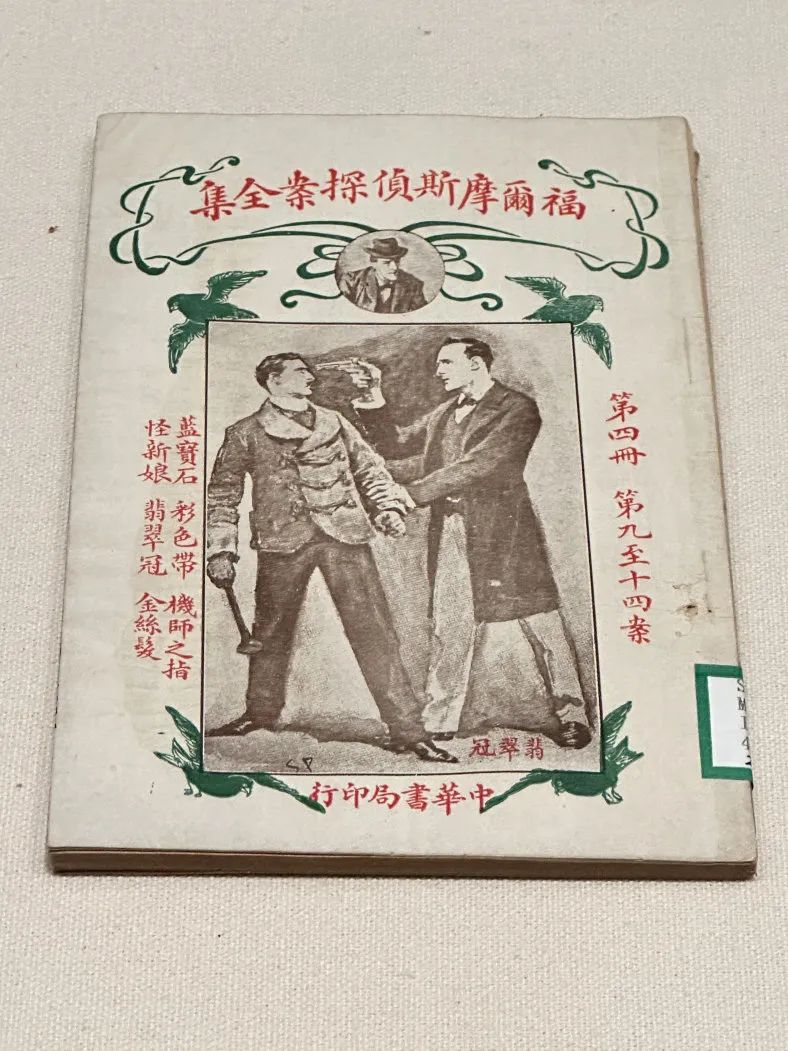 福爾摩斯偵探案全集
第四冊 第九至十四案
藍寶石 彩色帶 機師之指
怪新娘 翡翠冠 金絲髮
翡翠冠
SP
中華書局印行